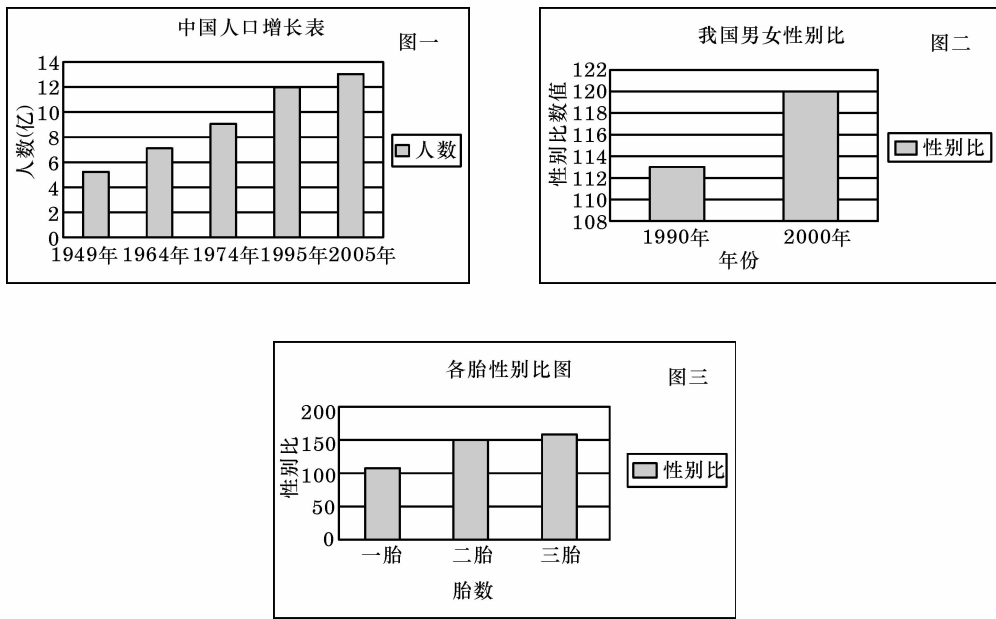 中国人口增长表
图一
人数(亿)
14
12
10
8
6
4
2
0
1949年 1964年 1974年 1995年 2005年
人数
我国男女性别比
图二
性别比数值
122
120
118
116
114
112
110
108
1990年 2000年
年份
性别比
各胎性别比图
图三
性别比
200
150
100
50
0
一胎 二胎 三胎
胎数
性别比